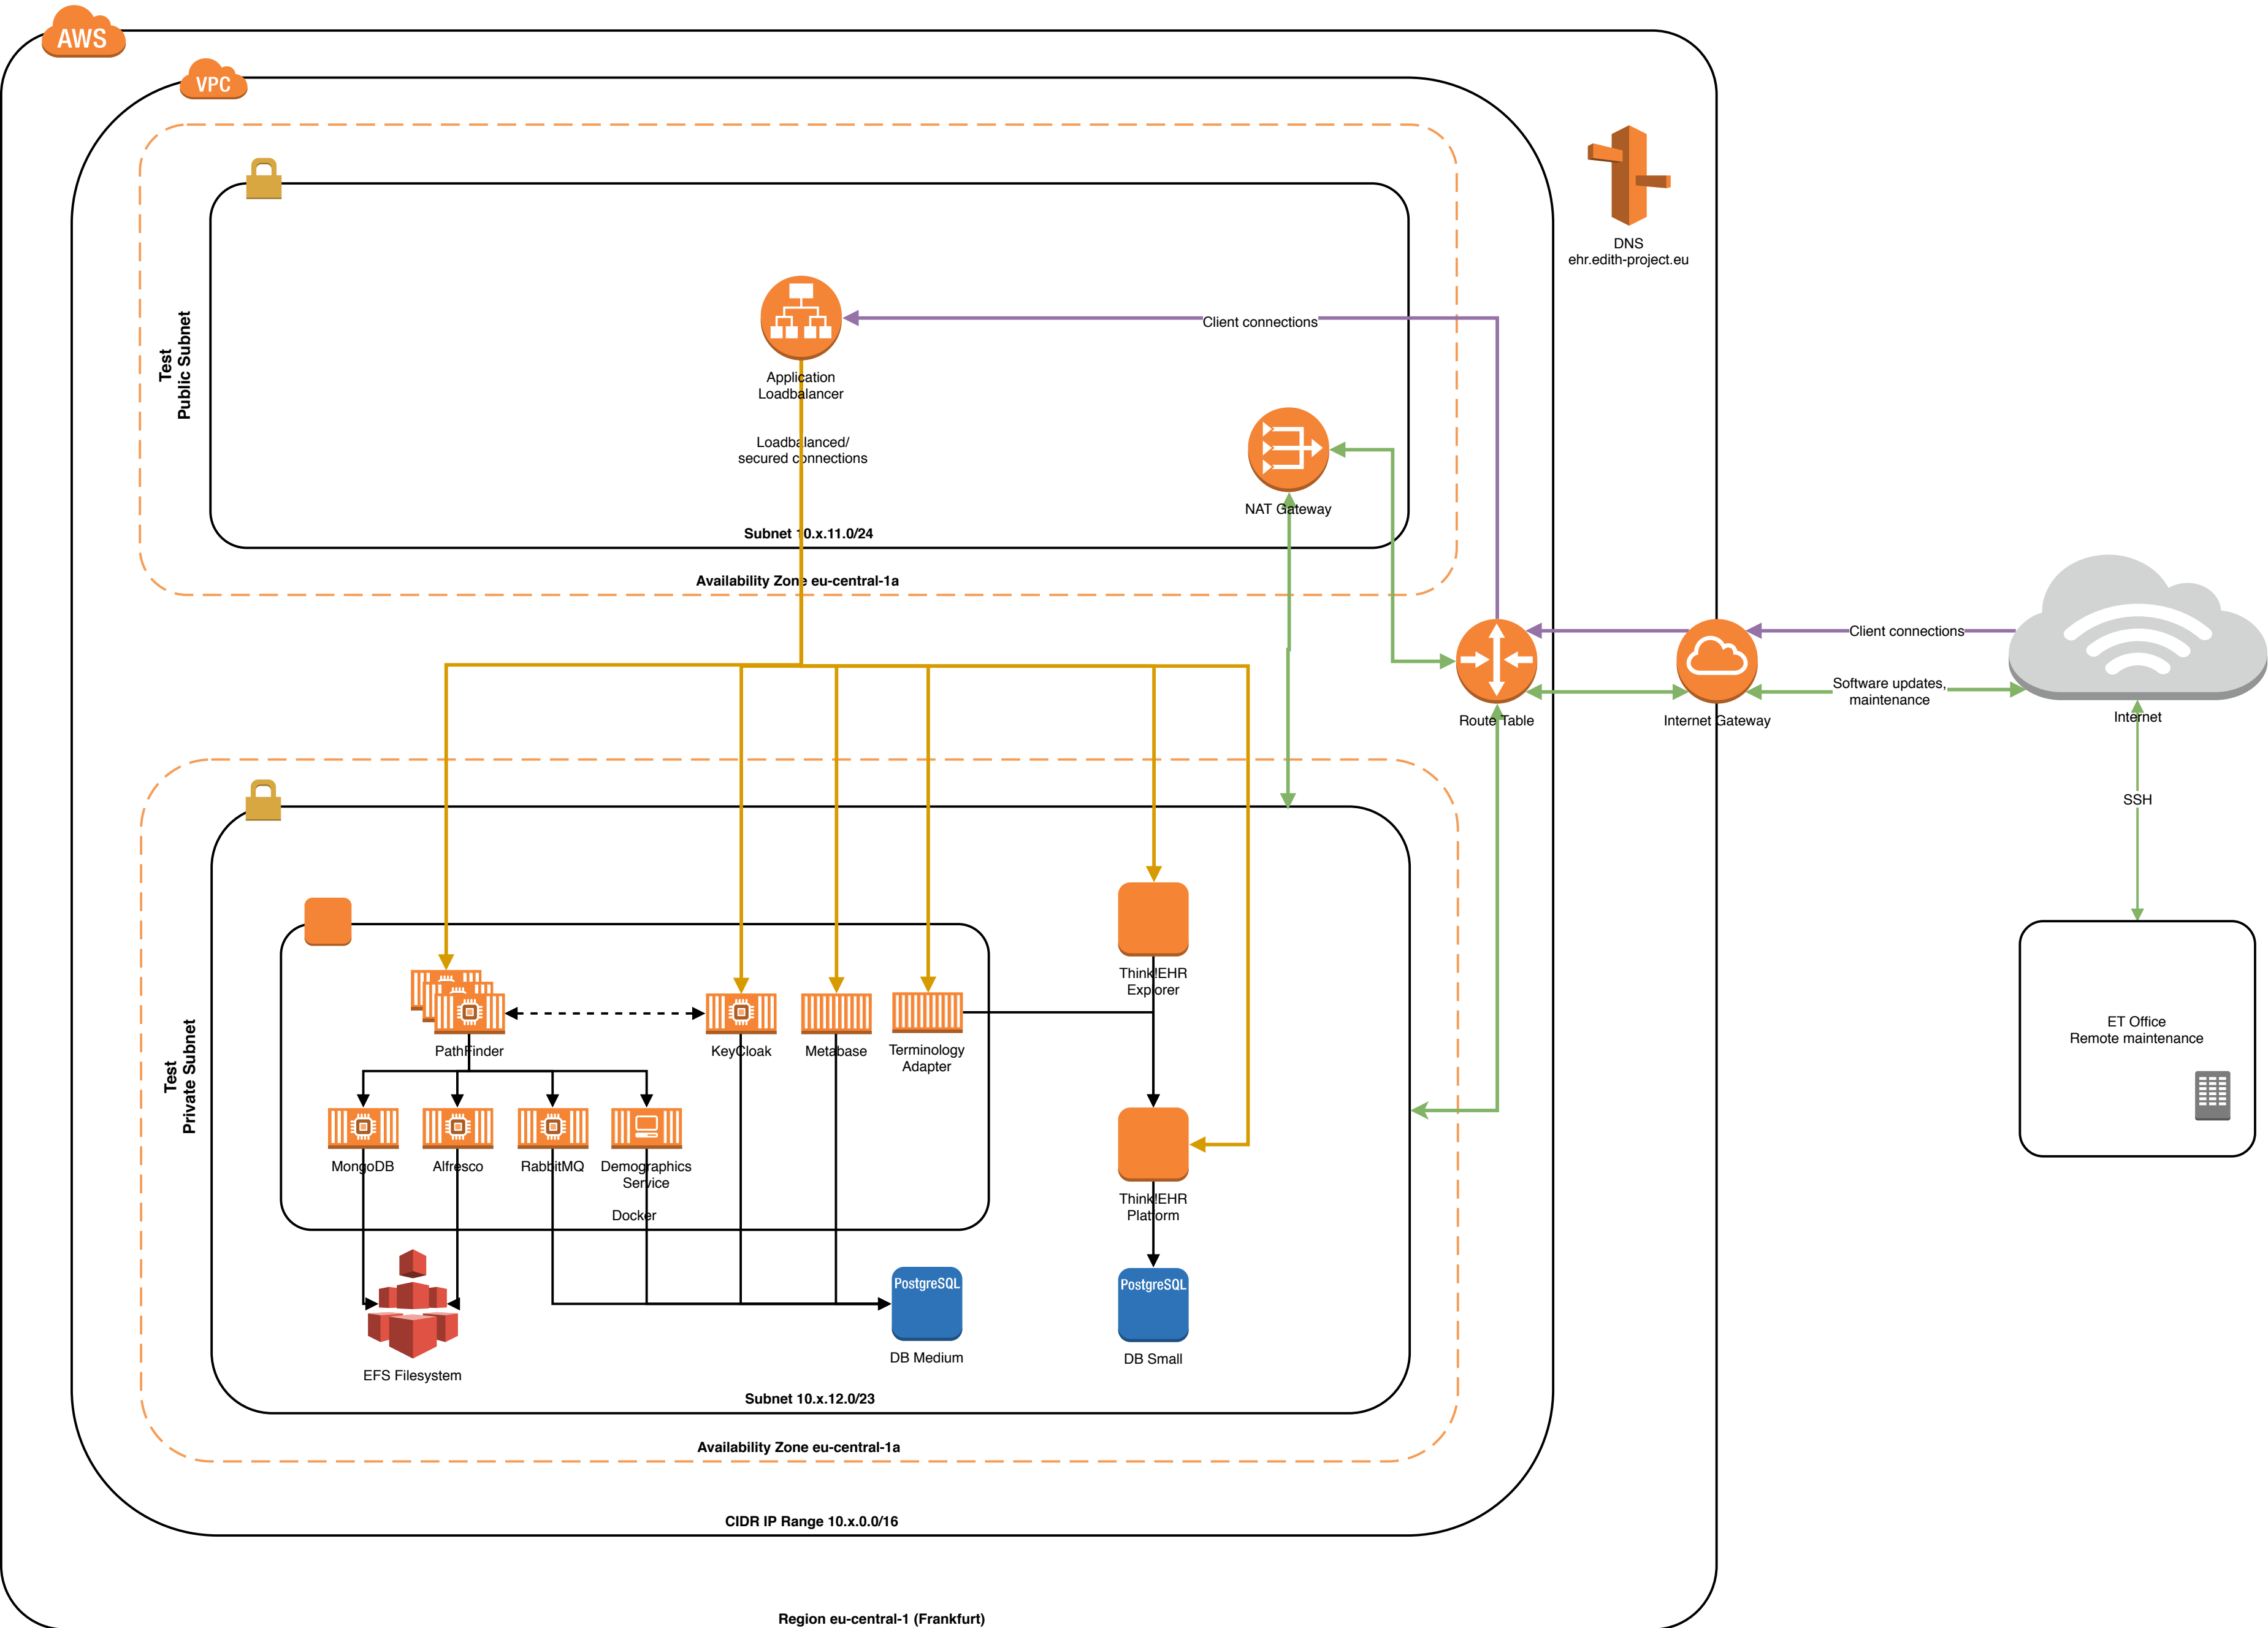 AWS
VPC
DNS
ehr.edith-project.eu
Test
Public Subnet
Client connections
Application
Loadbalancer
Loadbalanced/
secured connections
NAT Gateway
Subnet 10.x.11.0/24
Availability Zone eu-central-1a
Client connections
Software updates,
maintenance
Route Table
Internet Gateway
Internet
SSH
ET Office
Remote maintenance
Test
Private Subnet
Think!EHR
Explorer
PathFinder
KeyCloak
Metabase
Terminology
Adapter
MongoDB
Alfresco
RabbitMQ
Demographics
Service
Docker
Think!EHR
Platform
PostgreSQL
PostgreSQL
EFS Filesystem
DB Medium
DB Small
Subnet 10.x.12.0/23
Availability Zone eu-central-1a
CIDR IP Range 10.x.0.0/16
Region eu-central-1 (Frankfurt)